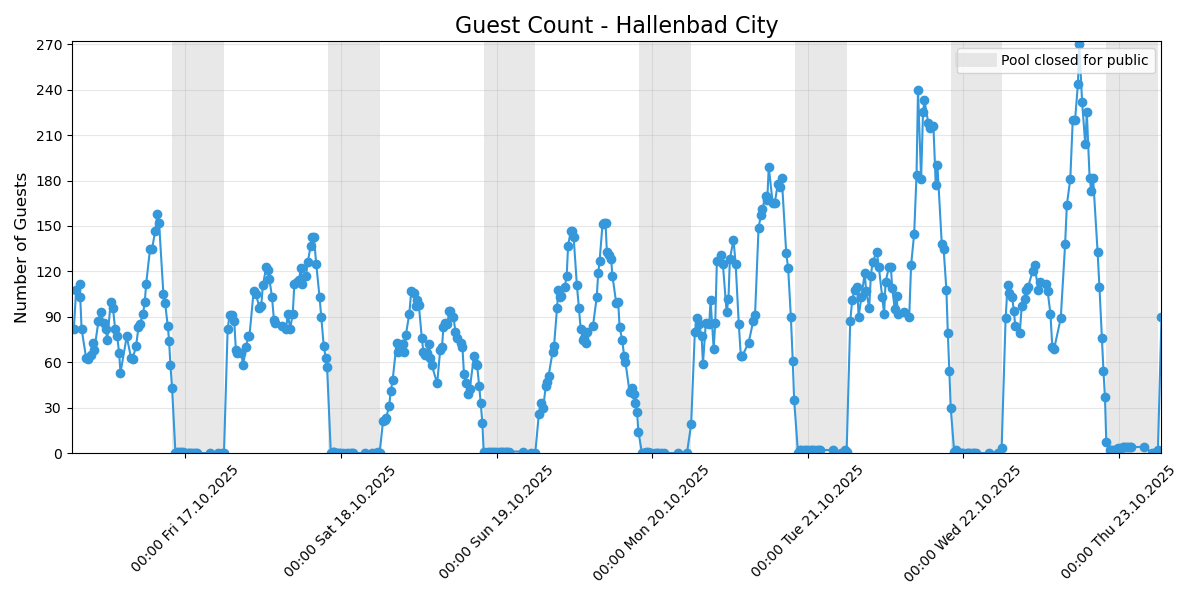 Guest Count - Hallenbad City
Number of Guests
270
240
210
180
150
120
90
60
30
0
Pool closed for public
00:00 Fri 17.10.2025
00:00 Sat 18.10.2025
00:00 Sun 19.10.2025
00:00 Mon 20.10.2025
00:00 Tue 21.10.2025
00:00 Wed 22.10.2025
00:00 Thu 23.10.2025